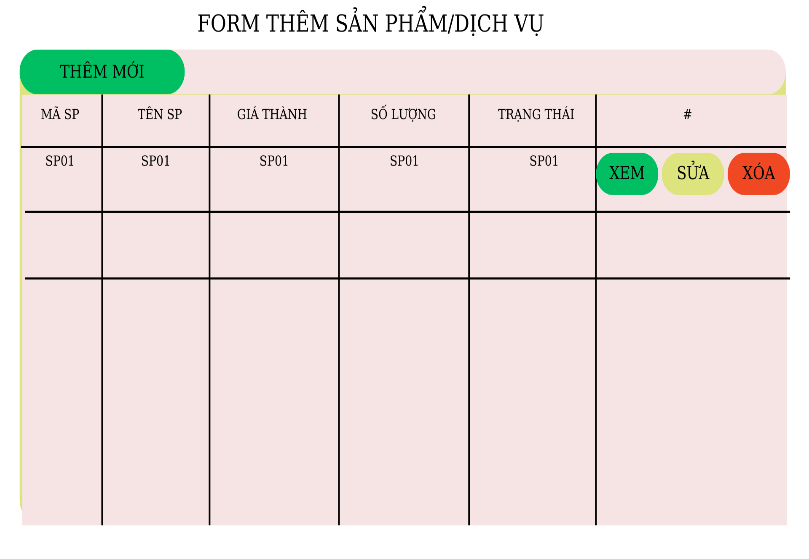 FORM THÊM SẢN PHẨM/DỊCH VỤ
THÊM MỚI
MÃ SP TÊN SP GIÁ THÀNH SỐ LƯỢNG TRẠNG THÁI #
SP01 SP01 SP01 SP01 SP01 XEM SỬA XÓA